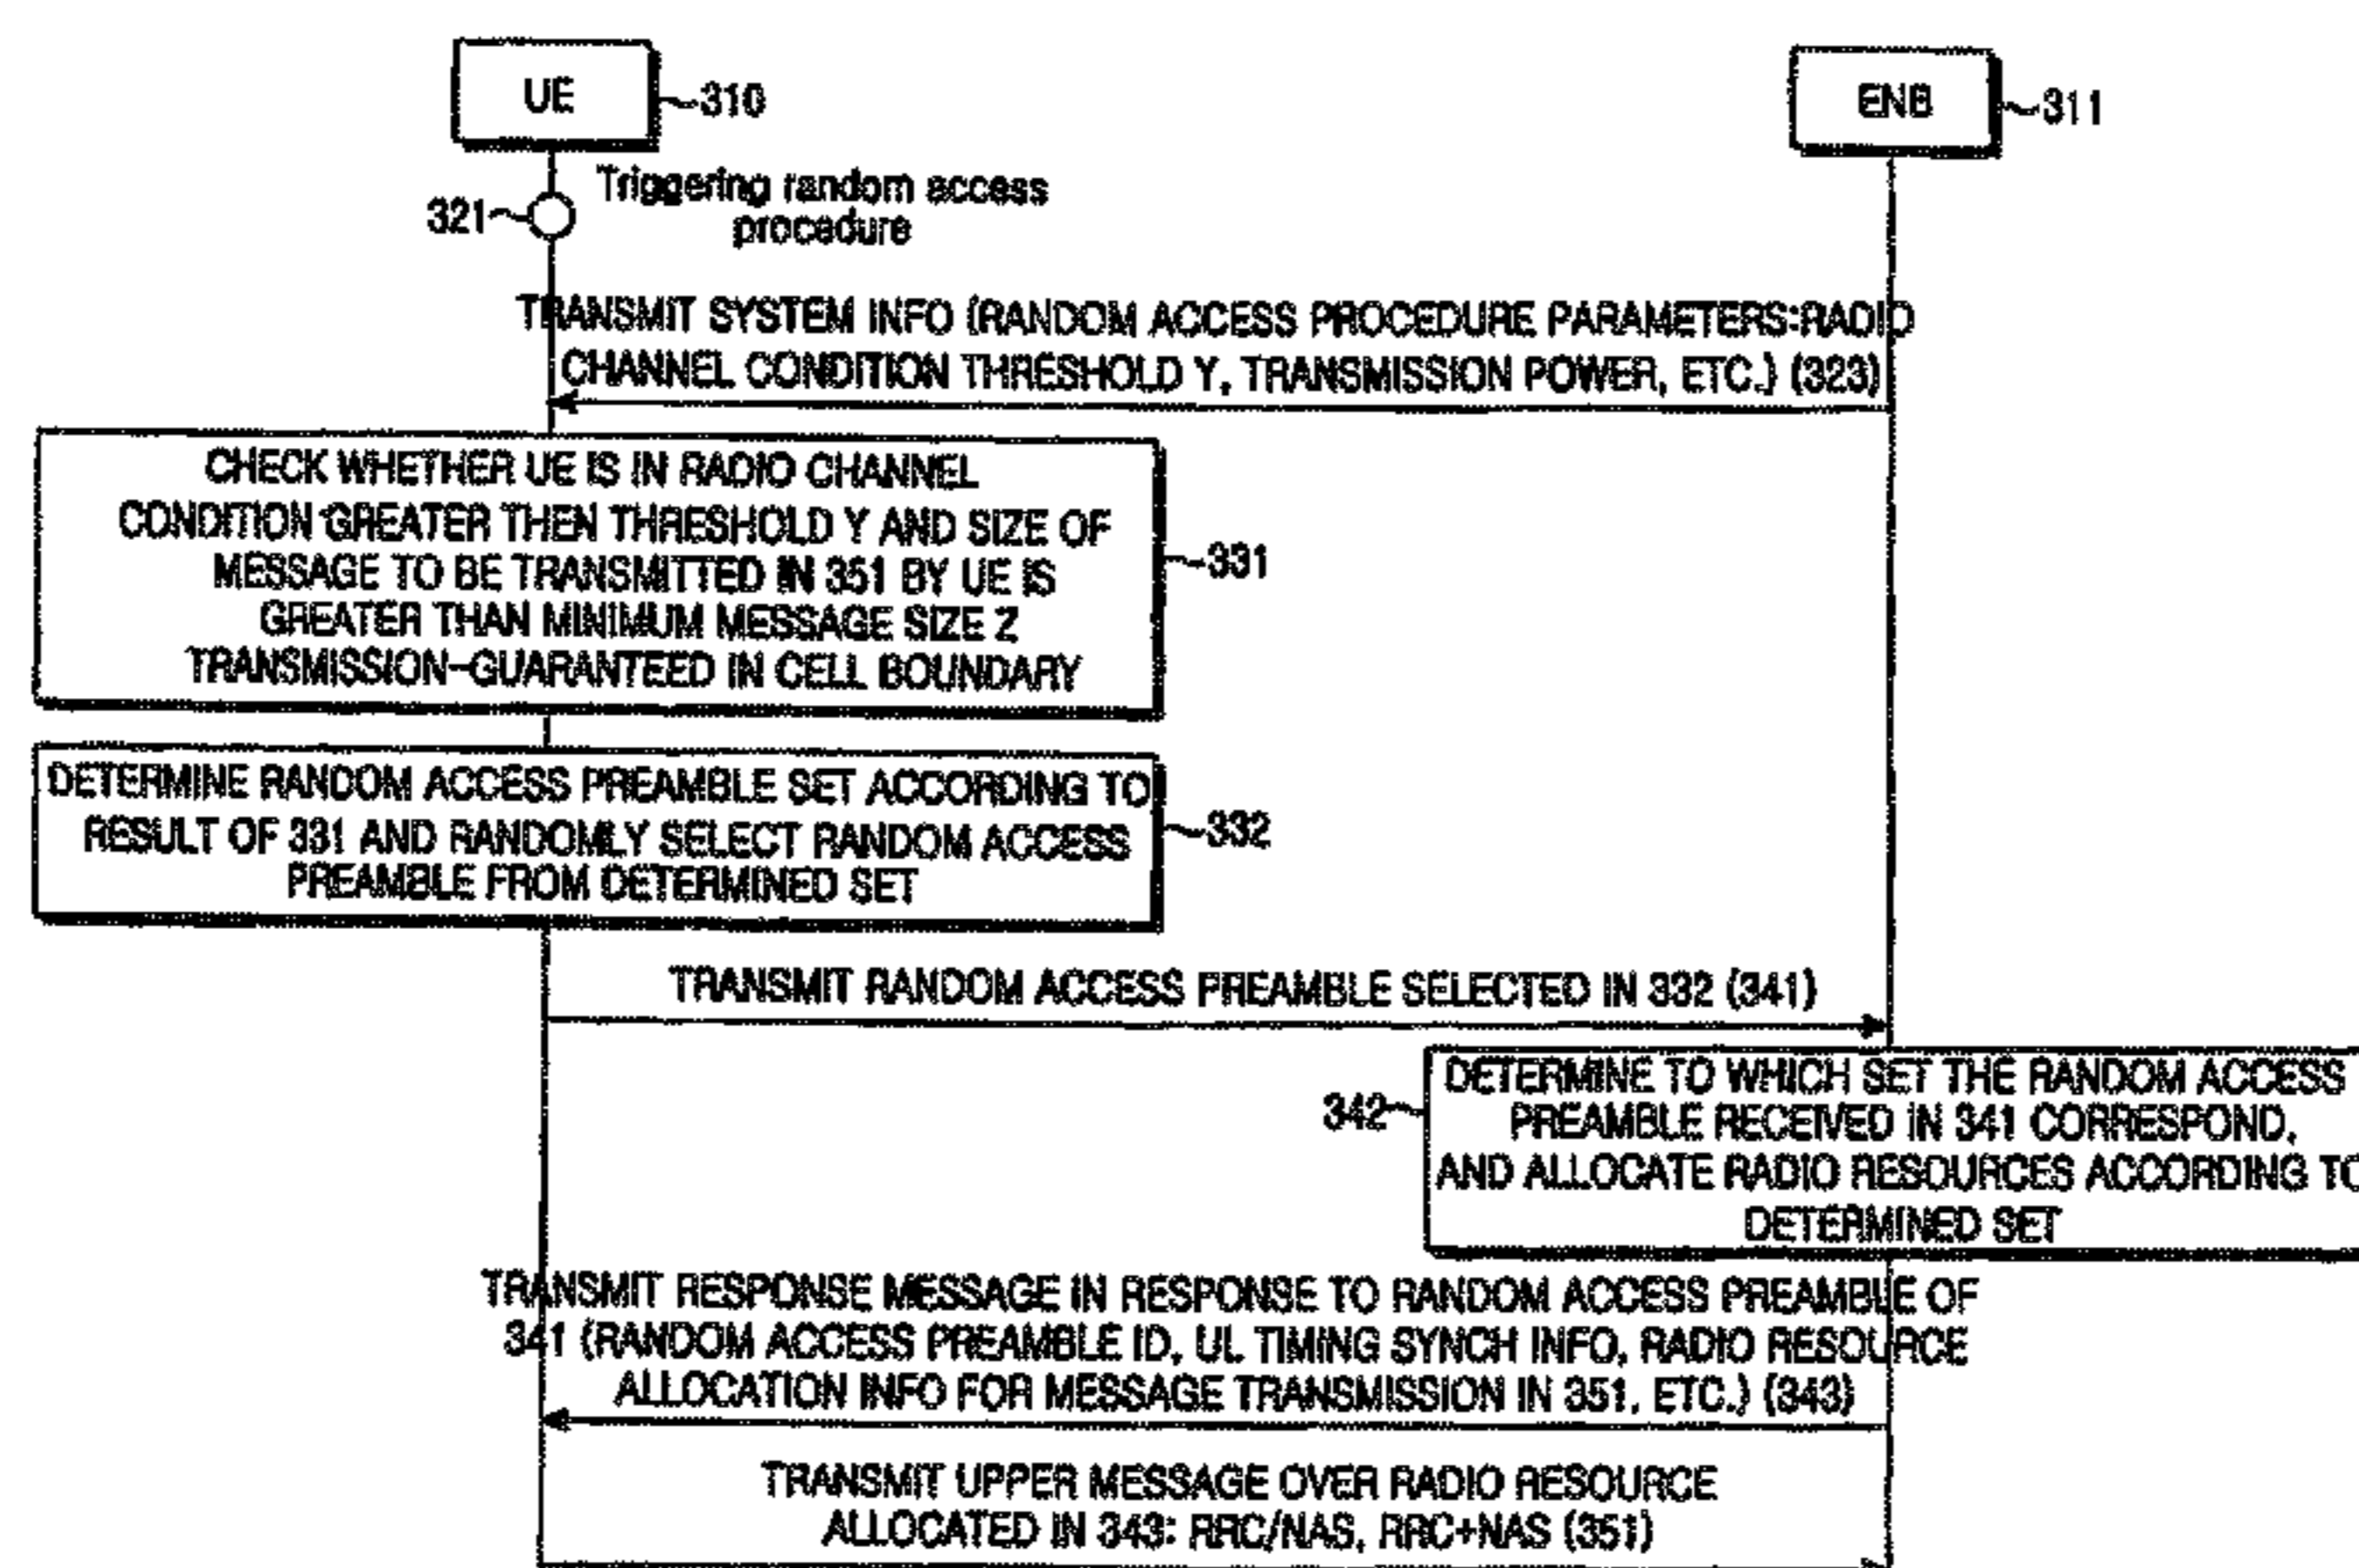 UE
310
ENB
311
321
Triggering random access
procedure
TRANSMIT SYSTEM INFO (RANDOM ACCESS PROCEDURE PARAMETERS:RADIO
CHANNEL CONDITION THRESHOLD Y, TRANSMISSION POWER, ETC.) (323)
CHECK WHETHER UE IS IN RADIO CHANNEL
CONDITION GREATER THEN THRESHOLD Y AND SIZE OF
MESSAGE TO BE TRANSMITTED IN 351 BY UE IS
GREATER THAN MINIMUM MESSAGE SIZE Z
TRANSMISSION-GUARANTEED IN CELL BOUNDARY
331
DETERMINE RANDOM ACCESS PREAMBLE SET ACCORDING TO
RESULT OF 331 AND RANDOMLY SELECT RANDOM ACCESS
PREAMBLE FROM DETERMINED SET
332
TRANSMIT RANDOM ACCESS PREAMBLE SELECTED IN 332 (341)
342
DETERMINE TO WHICH SET THE RANDOM ACCESS
PREAMBLE RECEIVED IN 341 CORRESPOND,
AND ALLOCATE RADIO RESOURCES ACCORDING TO
DETERMINED SET
TRANSMIT RESPONSE MESSAGE IN RESPONSE TO RANDOM ACCESS PREAMBLE OF
341 (RANDOM ACCESS PREAMBLE ID, UL TIMING SYNCH INFO, RADIO RESOURCE
ALLOCATION INFO FOR MESSAGE TRANSMISSION IN 351, ETC.) (343)
TRANSMIT UPPER MESSAGE OVER RADIO RESOURCE
ALLOCATED IN 343: RRC/NAS, RRC+NAS (351)